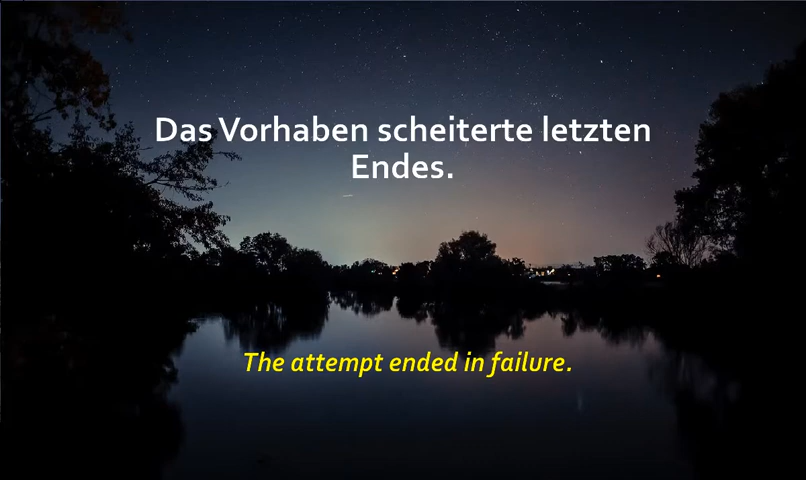 Das Vorhaben scheiterte letzten
Endes.
The attempt ended in failure.